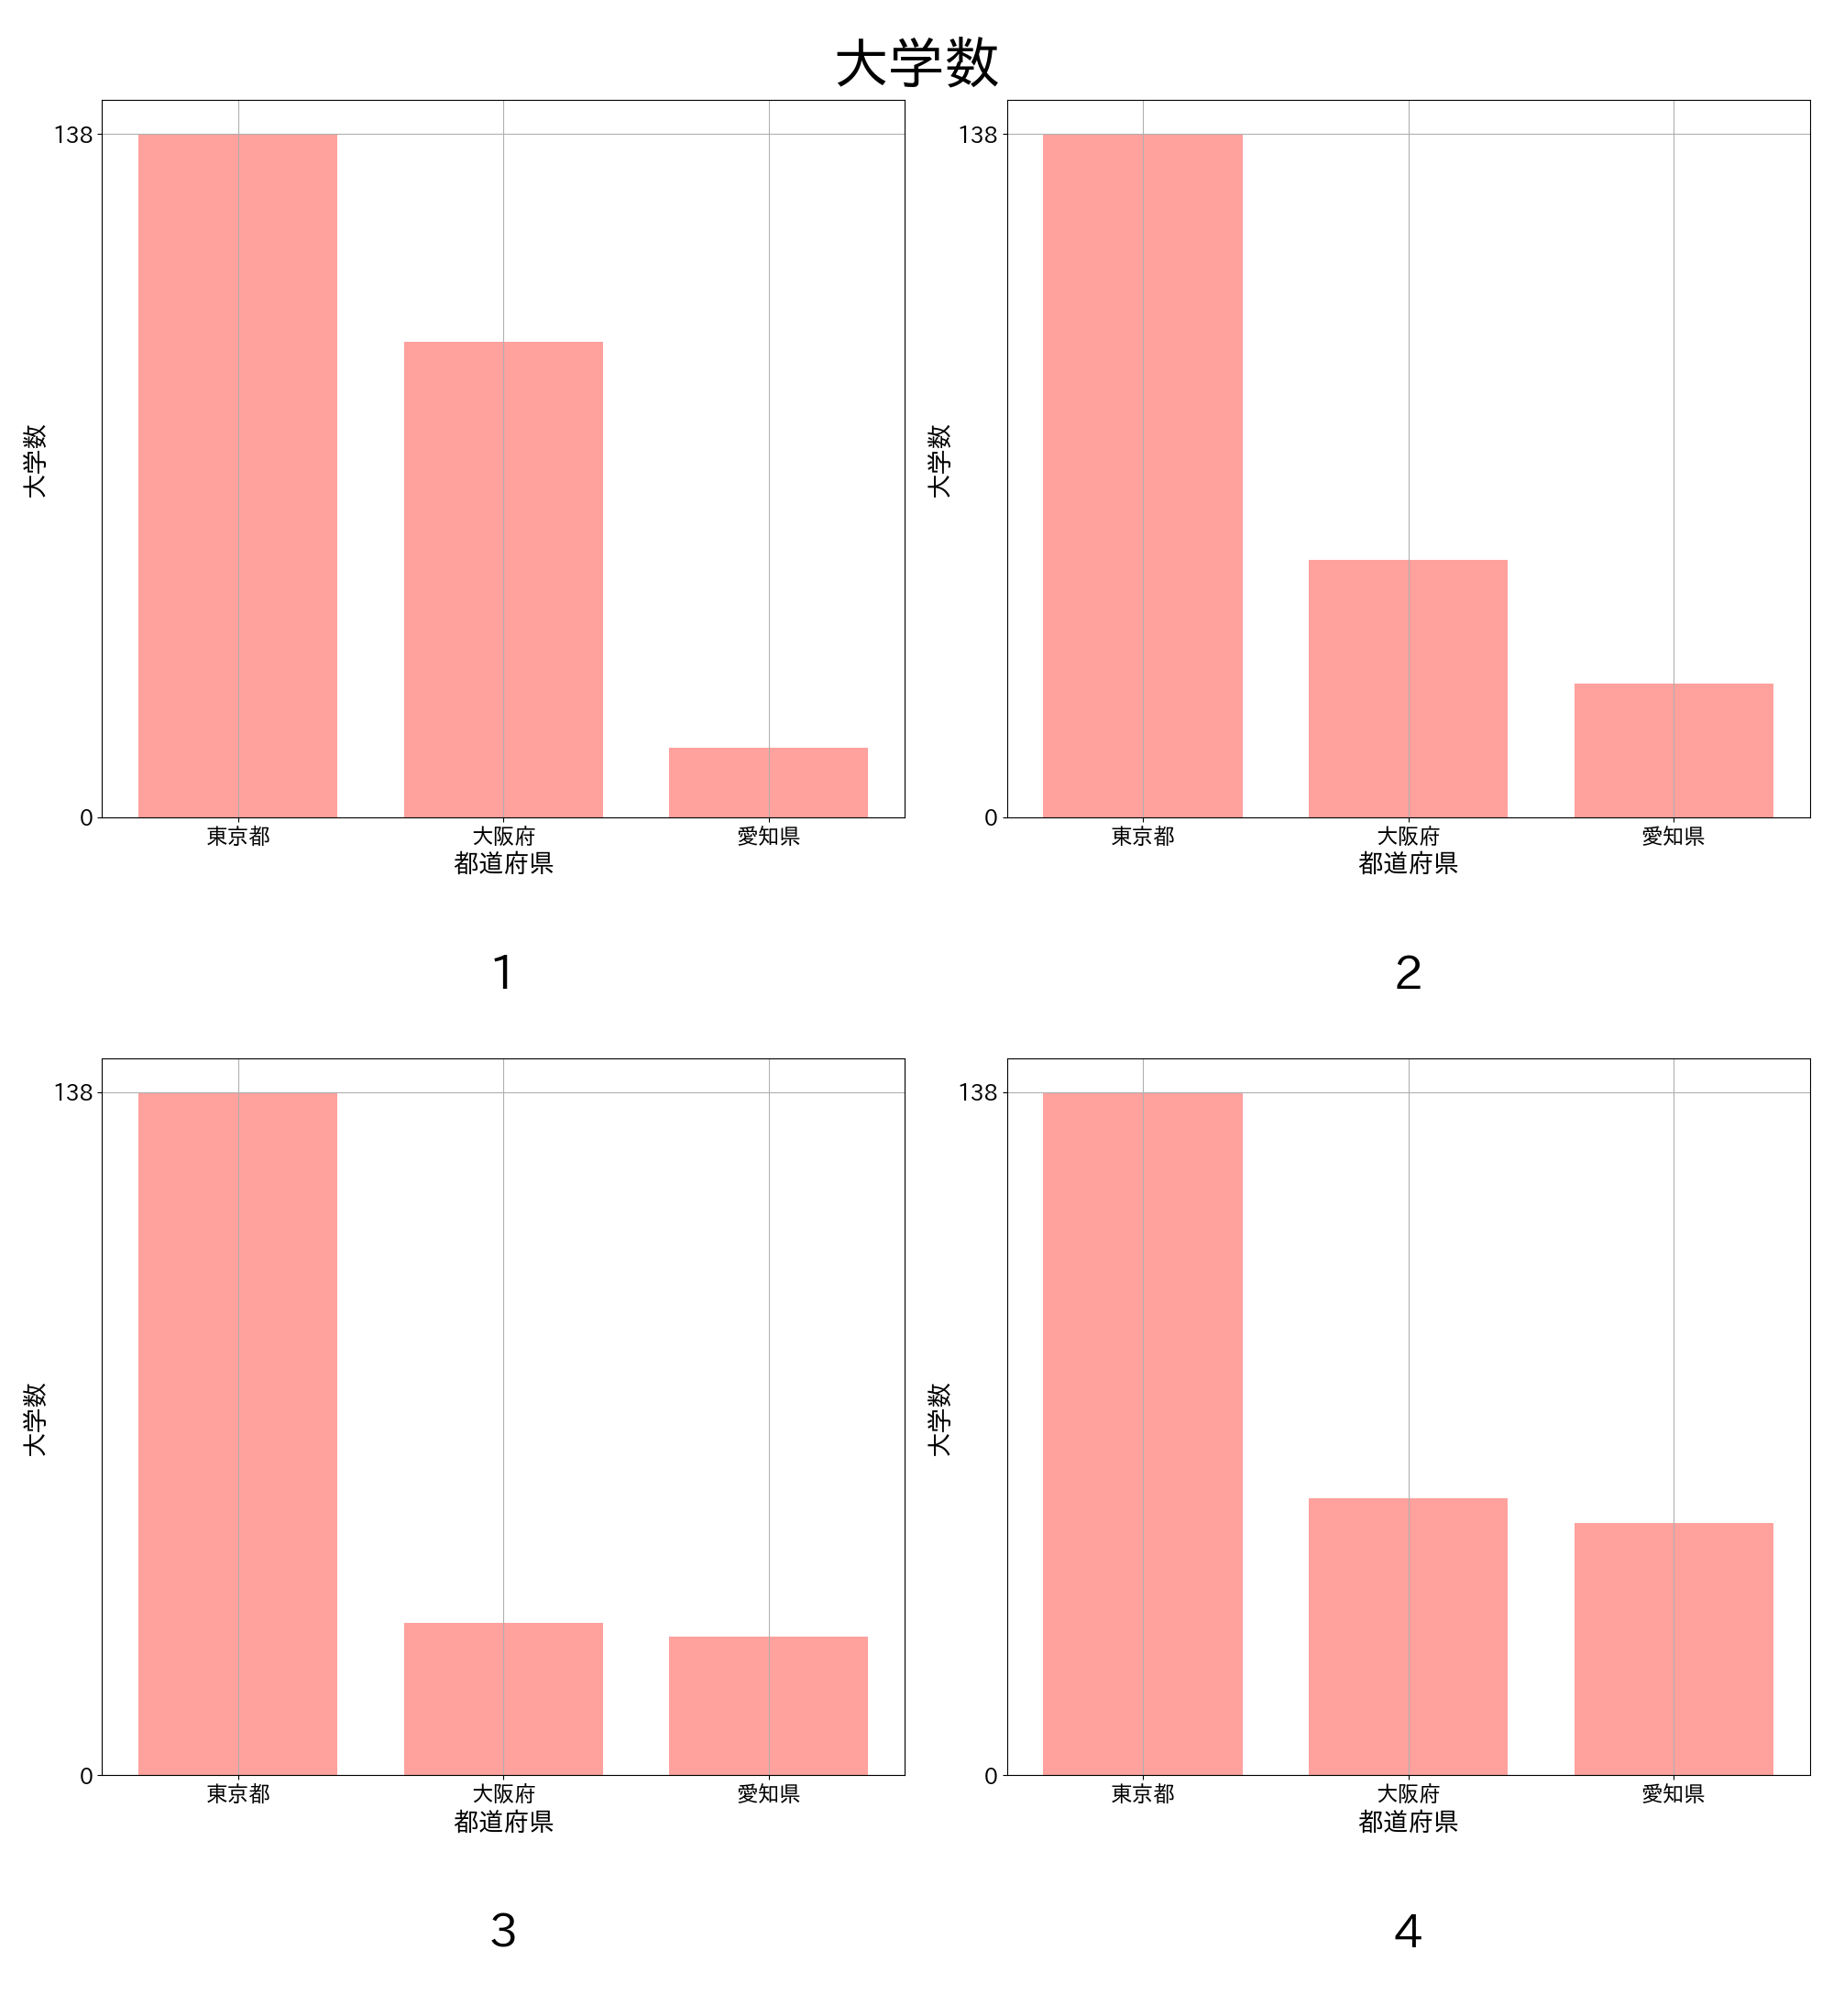 大学数
138
0
大学数
東京都
大阪府
愛知県
都道府県
1
138
0
大学数
東京都
大阪府
愛知県
都道府県
2
138
0
大学数
東京都
大阪府
愛知県
都道府県
3
138
0
大学数
東京都
大阪府
愛知県
都道府県
4